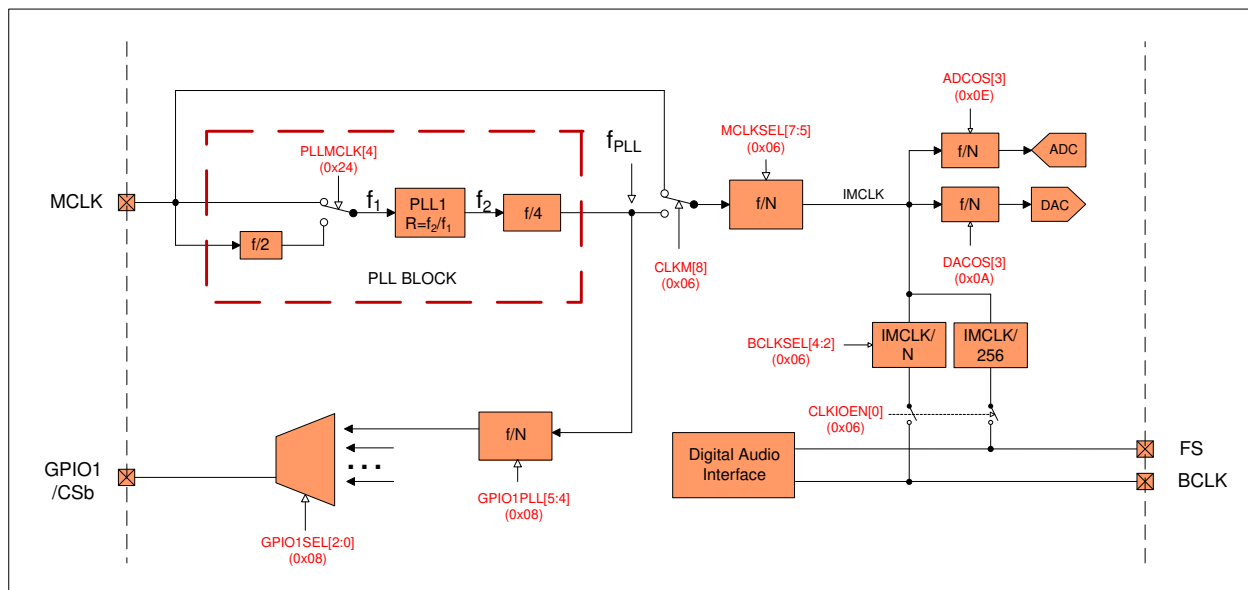 ADCOS[3]
(0x0E)
MCLKSEL[7:5]
(0x06)
f/N
ADC
PLLMCLK[4]
(0x24)
fPLL
MCLK
f1
PLL1
R=f2/f1
f2
f/4
f/N
IMCLK
f/N
DAC
f/2
PLL BLOCK
CLKM[8]
(0x06)
DACOS[3]
(0x0A)
BCLKSEL[4:2]
(0x06)
IMCLK/
N
IMCLK/
256
CLKIOEN[0]
(0x06)
GPIO1
/CSb
...
f/N
Digital Audio
Interface
FS
BCLK
GPIO1PLL[5:4]
(0x08)
GPIO1SEL[2:0]
(0x08)